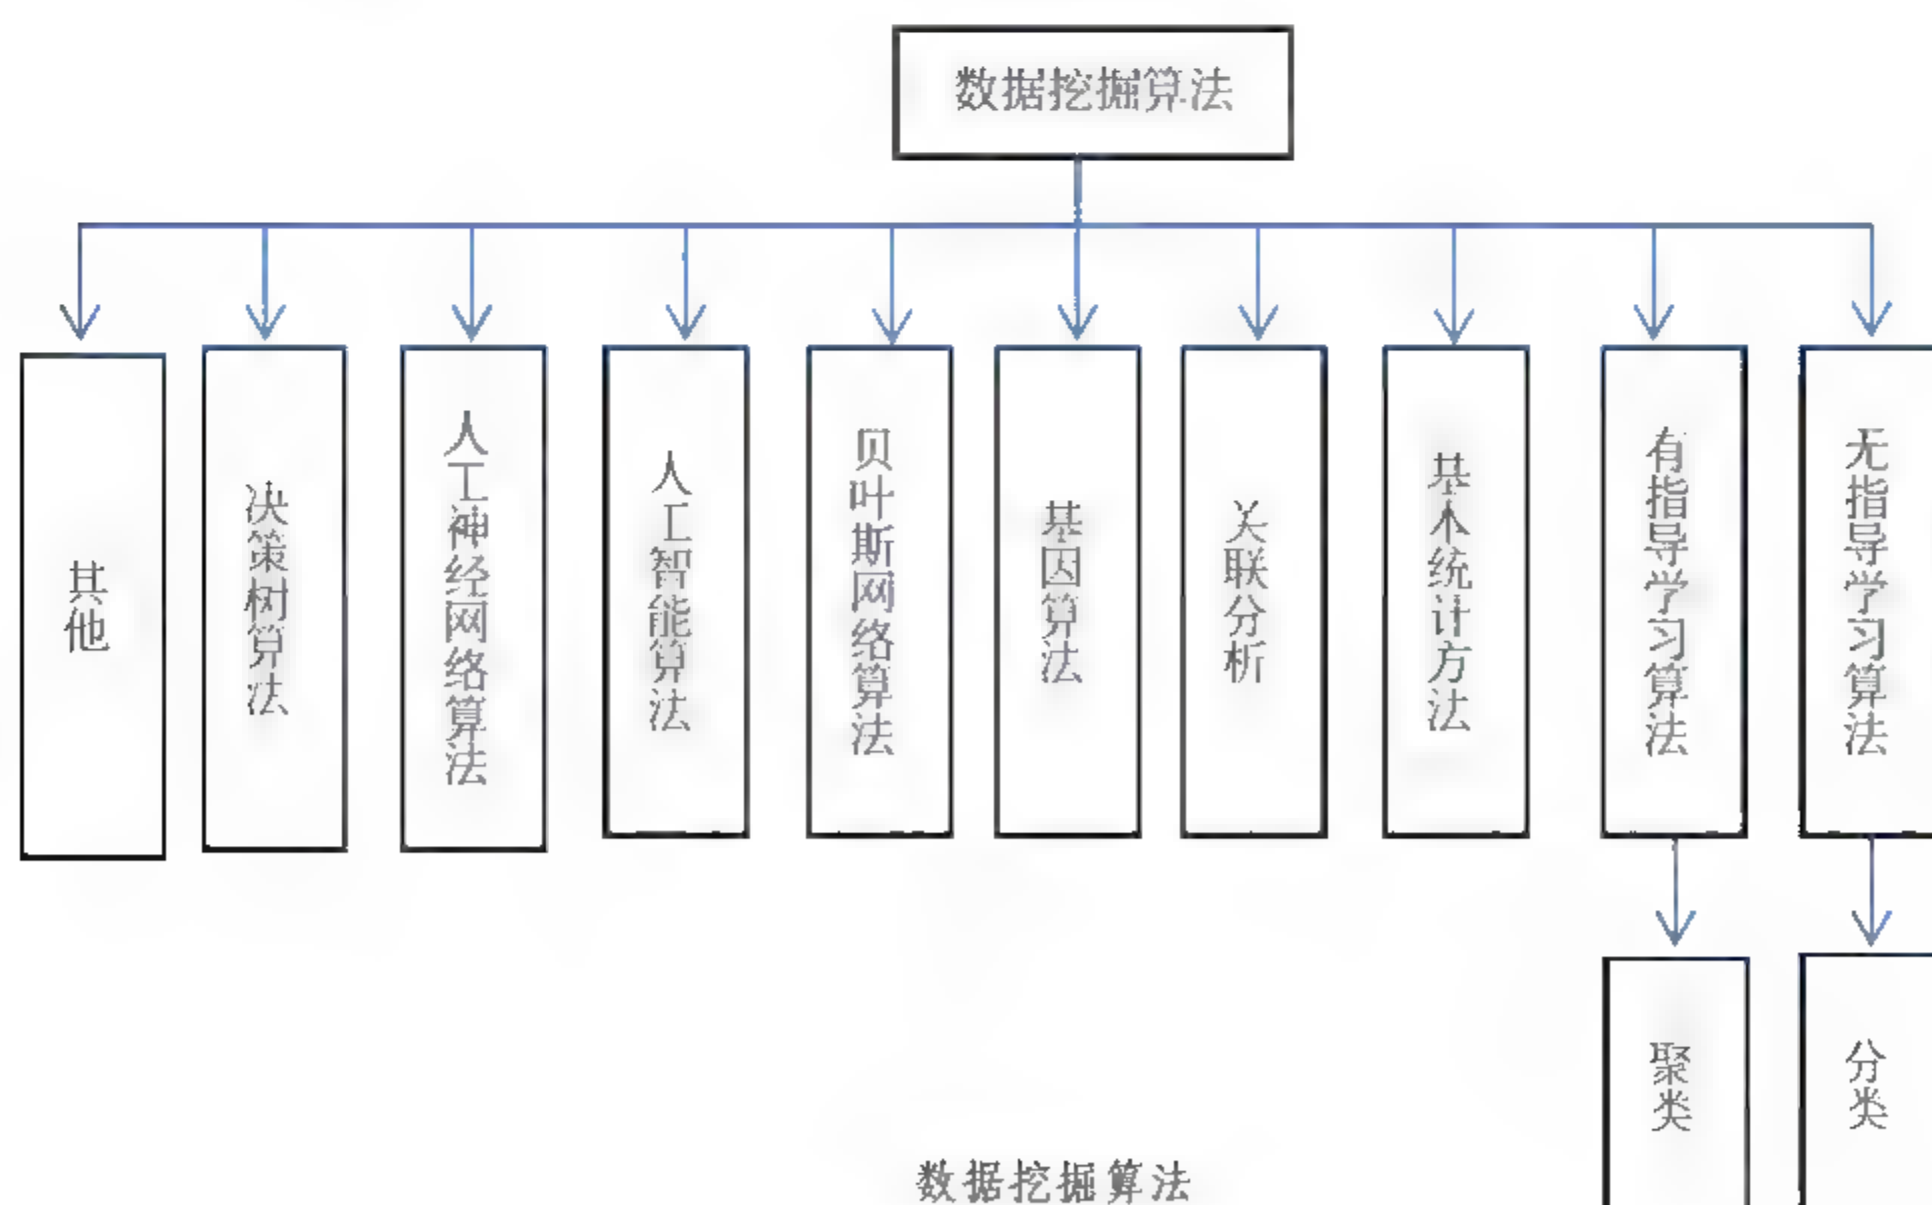 数据挖掘算法
其他
决策树算法
人工神经网络算法
人工智能算法
贝叶斯网络算法
基因算法
关联分析
基本统计方法
有指导学习算法
无指导学习算法
聚类
分类
数据挖掘算法